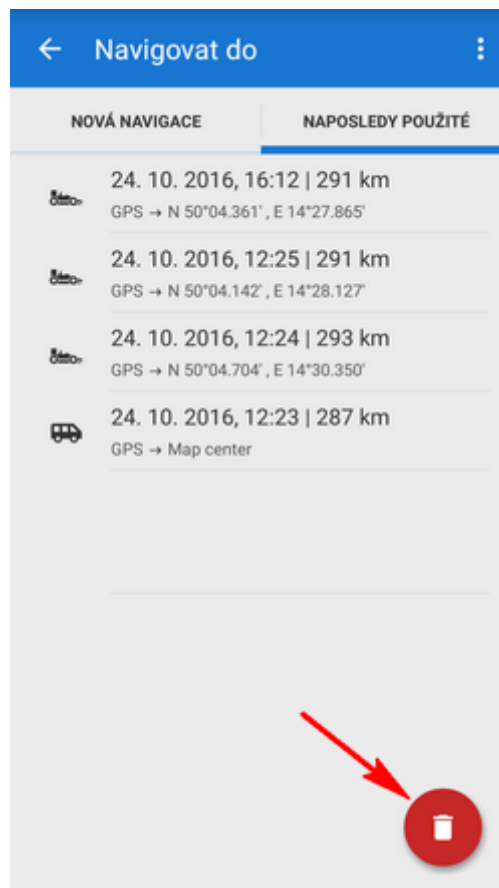 Navigovat do
NOVÁ NAVIGACE
NAPOSLEDY POUŽITÉ
24. 10. 2016, 16:12 | 291 km
GPS → N 50°04.361' , E 14°27.865'
24. 10. 2016, 12:25 | 291 km
GPS → N 50°04.142' , E 14°28.127'
24. 10. 2016, 12:24 | 293 km
GPS → N 50°04.704' , E 14°30.350'
24. 10. 2016, 12:23 | 287 km
GPS → Map center